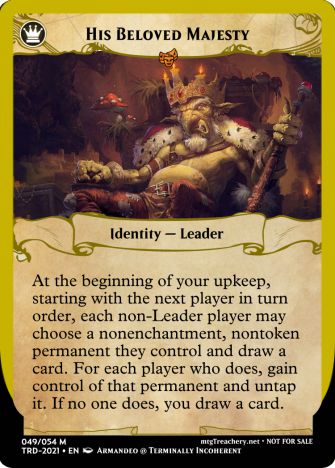 His Beloved Majesty
Identity — Leader
At the beginning of your upkeep,
starting with the next player in turn
order, each non-Leader player may
choose a nonenchantment, nontoken
permanent they control and draw a
card. For each player who does, gain
control of that permanent and untap
it. If no one does, you draw a card.
049/054 M
TRD-2021 • EN Armandeo @ Terminally Incoherent
mtgTreachery.net • NOT FOR SALE